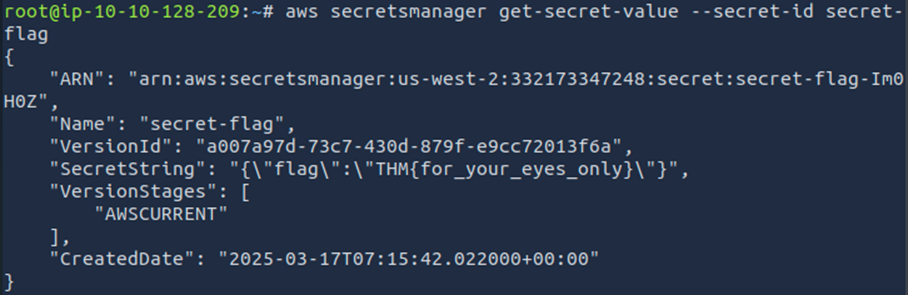 root@ip-10-10-128-209:~# aws secretsmanager get-secret-value --secret-id secret-
flag
{
    "ARN": "arn:aws:secretsmanager:us-west-2:332173347248:secret:secret-flag-Im0
H0Z",
    "Name": "secret-flag",
    "VersionId": "a007a97d-73c7-430d-879f-e9cc72013f6a",
    "SecretString": "{\"flag\":\"THM{for_your_eyes_only}\"}",
    "VersionStages": [
        "AWSCURRENT"
    ],
    "CreatedDate": "2025-03-17T07:15:42.022000+00:00"
}